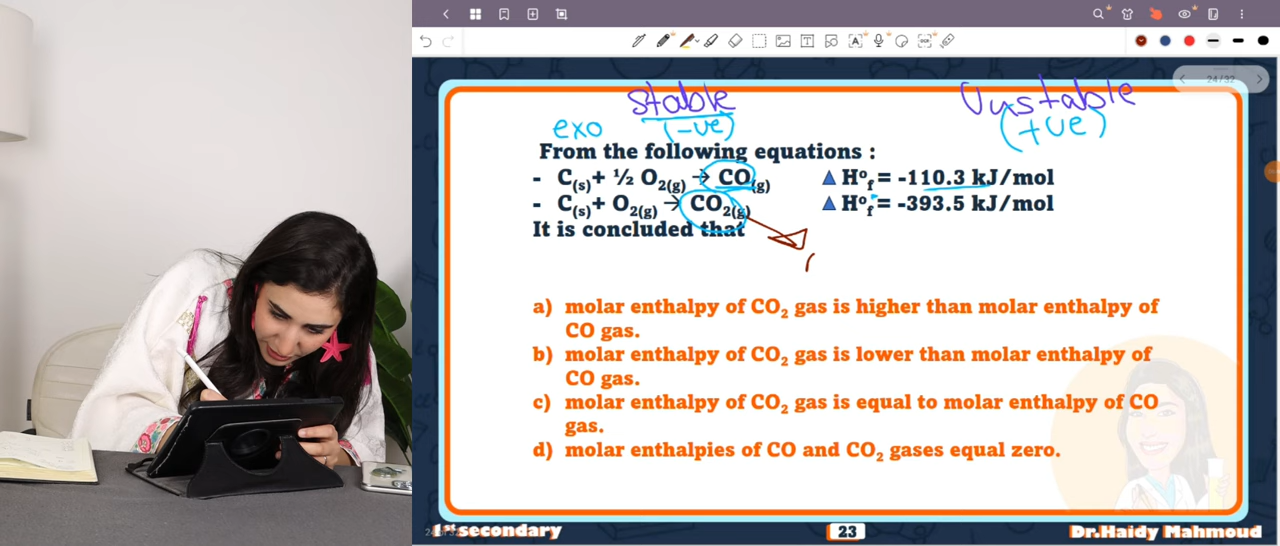 24/32
stable
Unstable
exo
(-ve)
(+ve)
From the following equations :
- C(s)+ ½ O2(g) → CO(g) ▲ H°f = -110.3 kJ/mol
- C(s)+ O2(g) → CO2(g) ▲ H°f = -393.5 kJ/mol
It is concluded that
a) molar enthalpy of CO2 gas is higher than molar enthalpy of
CO gas.
b) molar enthalpy of CO2 gas is lower than molar enthalpy of
CO gas.
c) molar enthalpy of CO2 gas is equal to molar enthalpy of CO
gas.
d) molar enthalpies of CO and CO2 gases equal zero.
1st secondary
23
Dr.Haidy Mahmoud